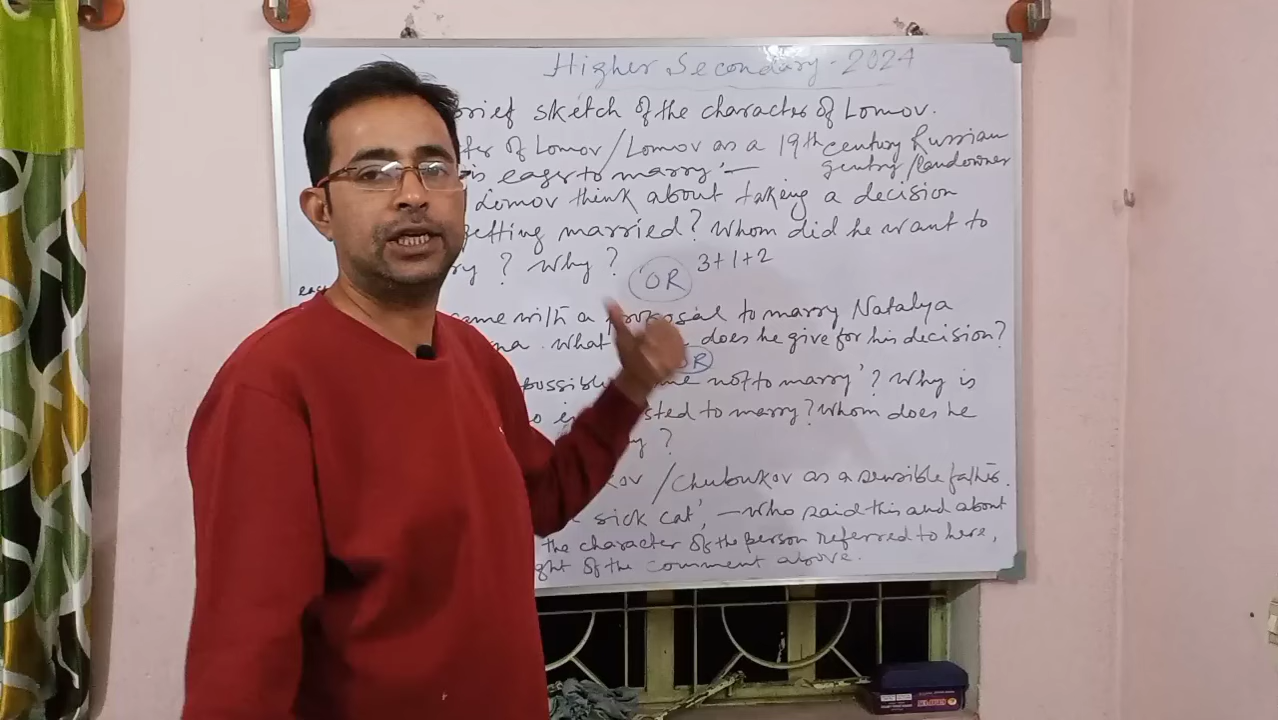 Higher Secondary - 2024
brief sketch of the character of Lomov.
of Lomov/Lomov as a 19th century Russian
gentry/landowner
is eager to marry' —
Lomov think about taking a decision
getting married? Whom did he want to
? Why? 3+1+2
OR
came with a proposal to marry Natalya
What does he give for his decision?
OR
possible me not to marry'? Why is
to marry? Whom does he
?
/Chubukov as a sensible father.
sick cat', — who said this and about
the character of the person referred to here,
of the comment above.